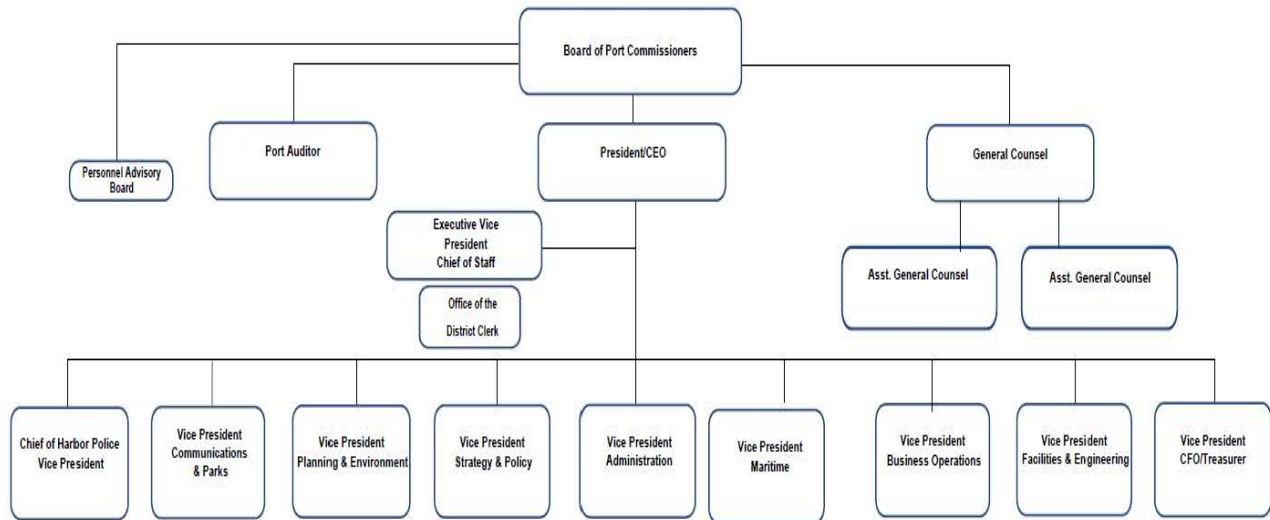 Board of Port Commissioners
Personnel Advisory
Board
Port Auditor
President/CEO
General Counsel
Executive Vice
President
Chief of Staff
Office of the
District Clerk
Asst. General Counsel
Asst. General Counsel
Chief of Harbor Police
Vice President
Vice President
Communications
& Parks
Vice President
Planning & Environment
Vice President
Strategy & Policy
Vice President
Administration
Vice President
Maritime
Vice President
Business Operations
Vice President
Facilities & Engineering
Vice President
CFO/Treasurer